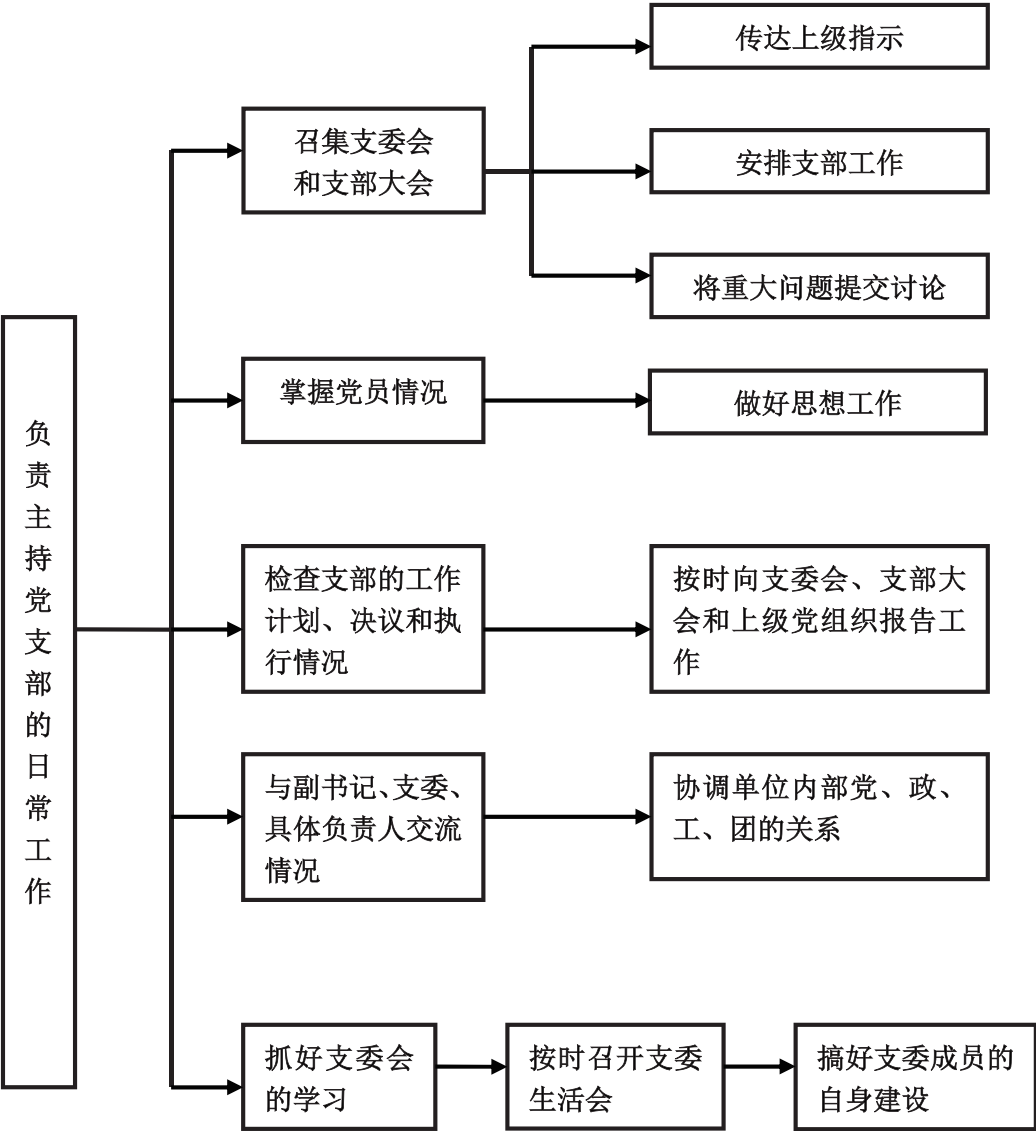 负责主持党支部的日常工作
召集支委会
和支部大会
传达上级指示
安排支部工作
将重大问题提交讨论
掌握党员情况
做好思想工作
检查支部的工作
计划、决议和执
行情况
按时向支委会、支部大
会和上级党组织报告工
作
与副书记、支委、
具体负责人交流
情况
协调单位内部党、政、
工、团的关系
抓好支委会
的学习
按时召开支委
生活会
搞好支委成员的
自身建设